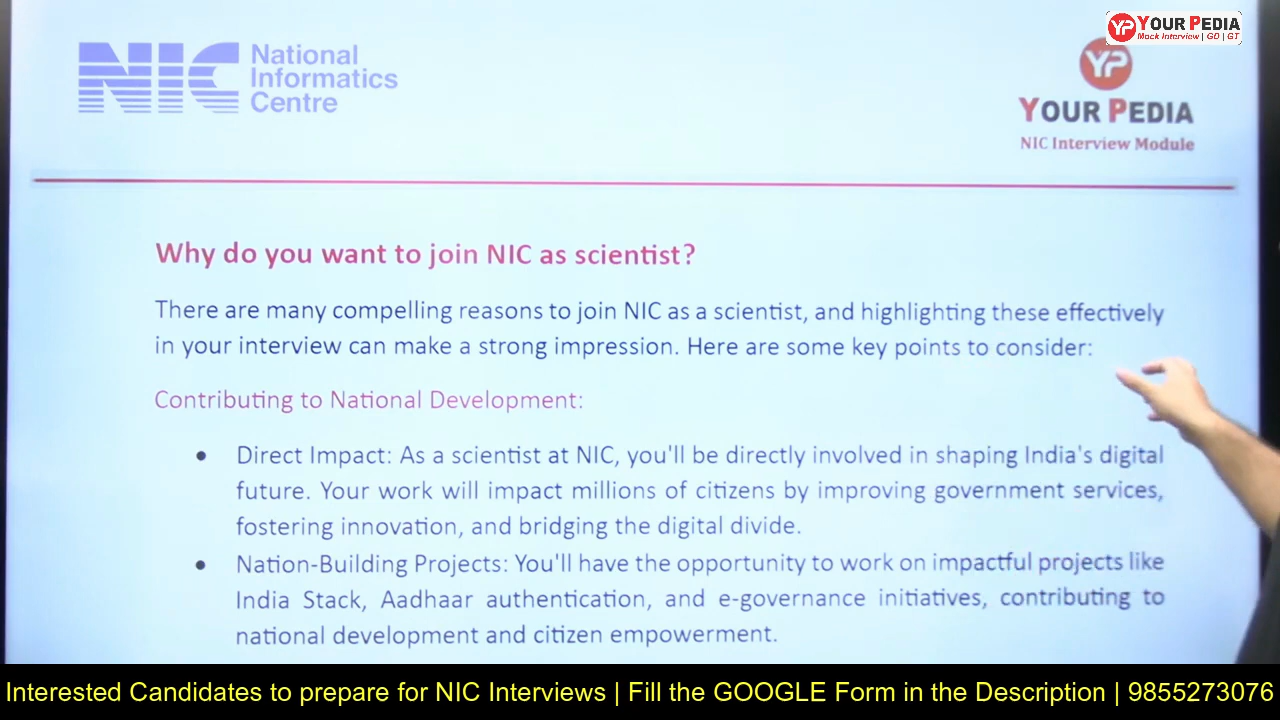 YP YOUR PEDIA
Mock Interview | GD | GT
NIC National
Informatics
Centre
YP
YOUR PEDIA
NIC Interview Module
Why do you want to join NIC as scientist?
There are many compelling reasons to join NIC as a scientist, and highlighting these effectively
in your interview can make a strong impression. Here are some key points to consider:
Contributing to National Development:
• Direct Impact: As a scientist at NIC, you'll be directly involved in shaping India's digital
future. Your work will impact millions of citizens by improving government services,
fostering innovation, and bridging the digital divide.
• Nation-Building Projects: You'll have the opportunity to work on impactful projects like
India Stack, Aadhaar authentication, and e-governance initiatives, contributing to
national development and citizen empowerment.
Interested Candidates to prepare for NIC Interviews | Fill the GOOGLE Form in the Description | 9855273076